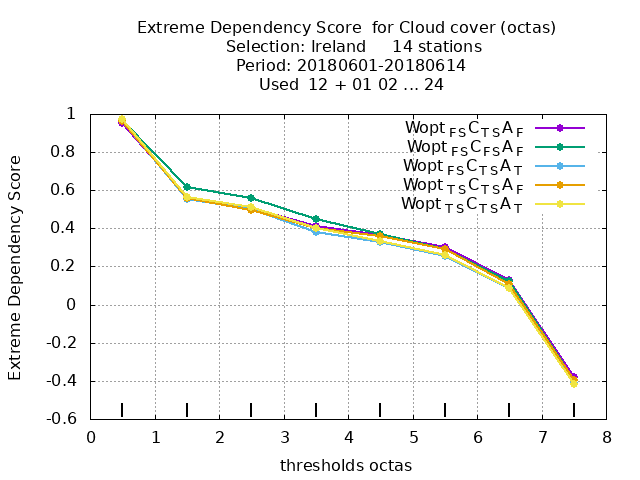 Extreme Dependency Score  for Cloud cover (octas)
Selection: Ireland     14 stations
Period: 20180601-20180614
Used  12 + 01 02 ... 24
Wopt FS C TS A F
Wopt FS C FS A F
Wopt FS C TS A T
Wopt TS C TS A F
Wopt TS C TS A T
Extreme Dependency Score
1
0.8
0.6
0.4
0.2
0
-0.2
-0.4
-0.6
0 1 2 3 4 5 6 7 8
thresholds octas